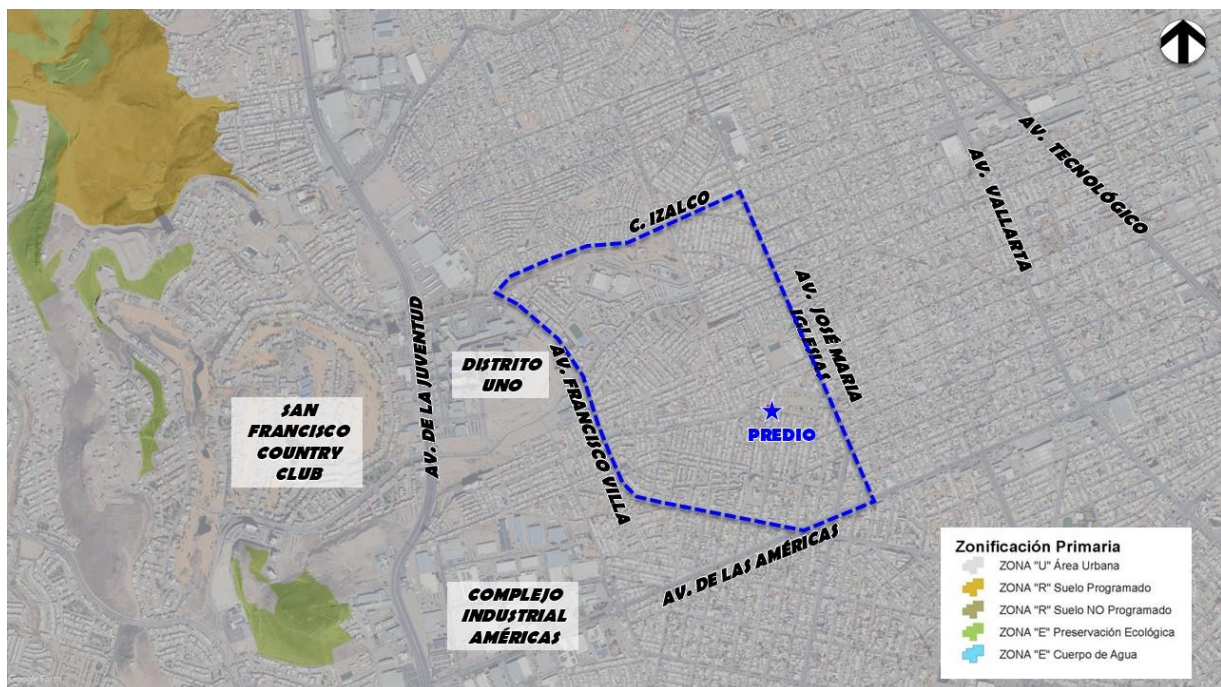 C. IZALCO
AV. TECNOLÓGICO
AV. VALLARTA
AV. JOSÉ MARIA
IGLESIAS
AV. DE LA JUVENTUD
DISTRITO
UNO
AV. FRANCISCO VILLA
SAN
FRANCISCO
COUNTRY
CLUB
PREDIO
AV. DE LAS AMÉRICAS
COMPLEJO
INDUSTRIAL
AMÉRICAS
Zonificación Primaria
ZONA "U" Área Urbana
ZONA "R" Suelo Programado
ZONA "R" Suelo NO Programado
ZONA "E" Preservación Ecológica
ZONA "E" Cuerpo de Agua
Google Earth